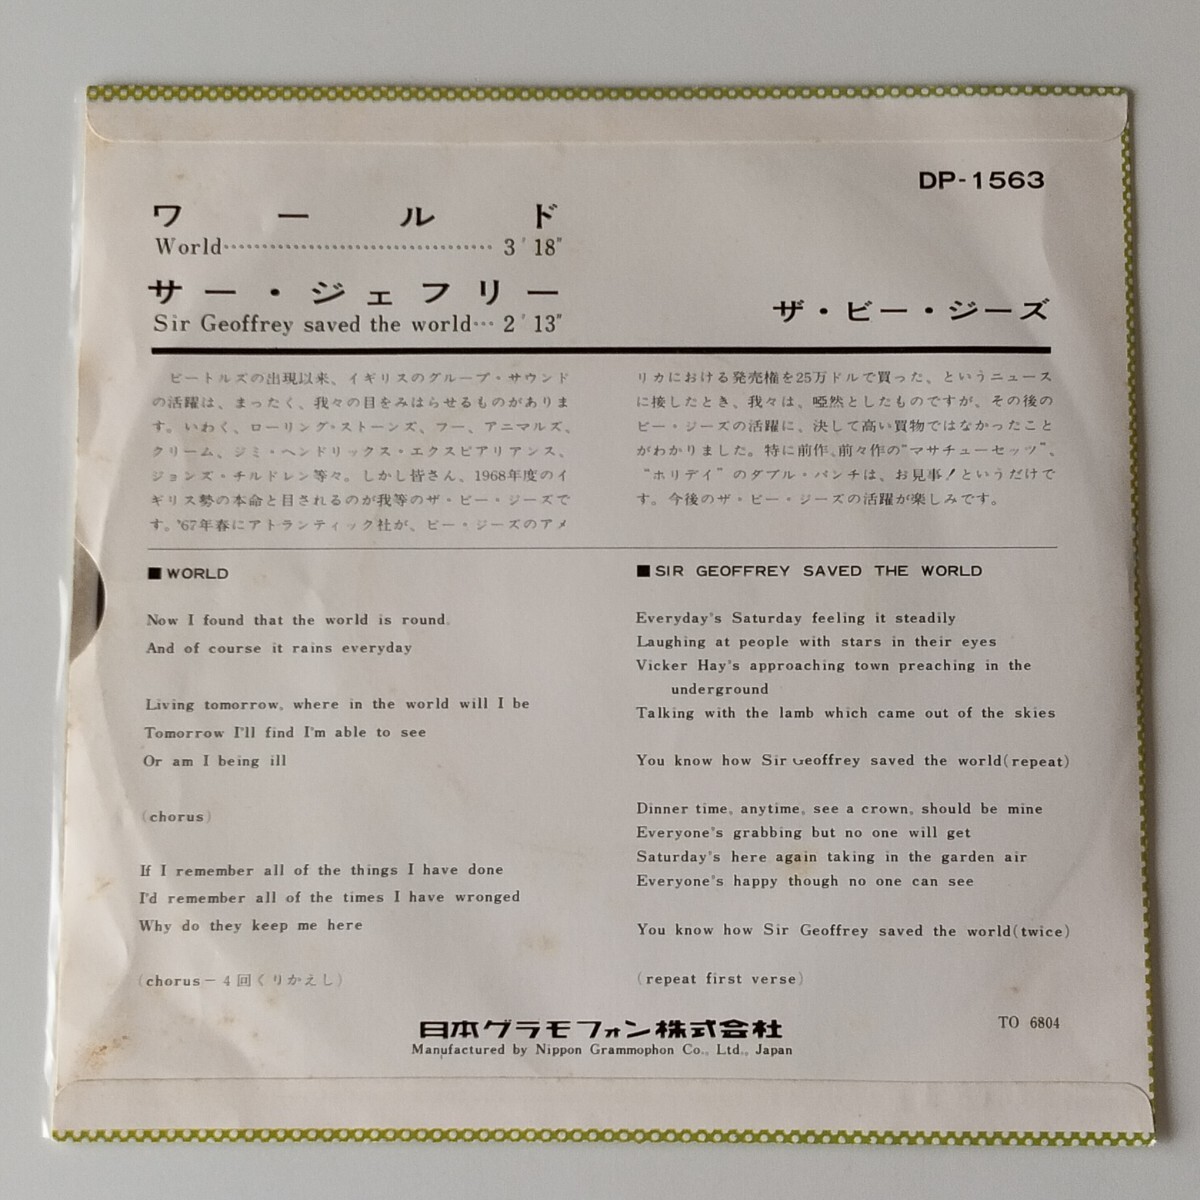 DP-1563
ワールド
World································ 3′18″
サー・ジェフリー
Sir Geoffrey saved the world··· 2′13″
ザ・ビー・ジーズ
ビートルズの出現以来、イギリスのグループ・サウンド
の活躍は、まったく、我々の目をみはらせるものがありま
す。いわく、ローリング・ストーンズ、フー、アニマルズ、
クリーム、ジミ・ヘンドリックス・エクスピアリアンス、
ジョンズ・チルドレン等々。しかし皆さん、1968年度のイ
ギリス勢の本命と目されるのが我等のザ・ビー・ジーズで
す。'67年春にアトランティック社が、ビー・ジーズのアメ
リカにおける発売権を25万ドルで買った、というニュース
に接したとき、我々は、啞然としたものですが、その後の
ビー・ジーズの活躍に、決して高い買物ではなかったこと
がわかりました。特に前作、前々作の“マサチューセッツ”、
“ホリデイ”のダブル・パンチは、お見事！というだけで
す。今後のザ・ビー・ジーズの活躍が楽しみです。
■ WORLD
Now I found that the world is round.
And of course it rains everyday
Living tomorrow, where in the world will I be
Tomorrow I'll find I'm able to see
Or am I being ill
(chorus)
If I remember all of the things I have done
I'd remember all of the times I have wronged
Why do they keep me here
(chorus－4回くりかえし)
■ SIR GEOFFREY SAVED THE WORLD
Everyday's Saturday feeling it steadily
Laughing at people with stars in their eyes
Vicker Hay's approaching town preaching in the
underground
Talking with the lamb which came out of the skies
You know how Sir Geoffrey saved the world(repeat)
Dinner time, anytime, see a crown, should be mine
Everyone's grabbing but no one will get
Saturday's here again taking in the garden air
Everyone's happy though no one can see
You know how Sir Geoffrey saved the world(twice)
(repeat first verse)
日本グラモフォン株式会社
TO 6804
Manufactured by Nippon Grammophon Co., Ltd., Japan